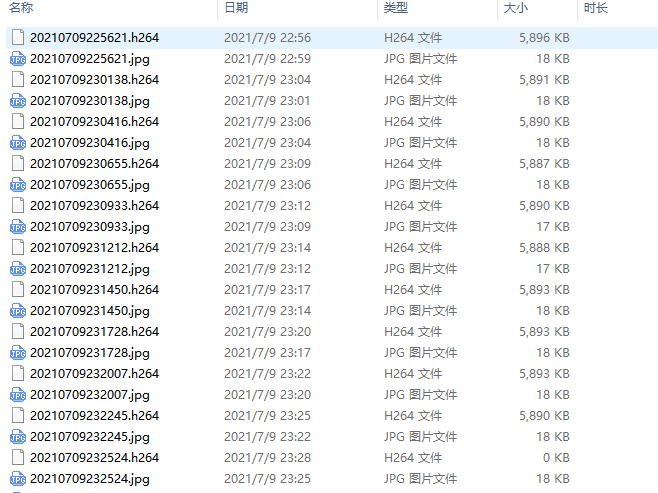 名称 日期 类型 大小 时长
20210709225621.h264 2021/7/9 22:56 H264 文件 5,896 KB
JPG 20210709225621.jpg 2021/7/9 22:59 JPG 图片文件 18 KB
20210709230138.h264 2021/7/9 23:04 H264 文件 5,891 KB
JPG 20210709230138.jpg 2021/7/9 23:01 JPG 图片文件 18 KB
20210709230416.h264 2021/7/9 23:06 H264 文件 5,890 KB
JPG 20210709230416.jpg 2021/7/9 23:04 JPG 图片文件 18 KB
20210709230655.h264 2021/7/9 23:09 H264 文件 5,887 KB
JPG 20210709230655.jpg 2021/7/9 23:06 JPG 图片文件 18 KB
20210709230933.h264 2021/7/9 23:12 H264 文件 5,890 KB
JPG 20210709230933.jpg 2021/7/9 23:09 JPG 图片文件 17 KB
20210709231212.h264 2021/7/9 23:14 H264 文件 5,888 KB
JPG 20210709231212.jpg 2021/7/9 23:12 JPG 图片文件 17 KB
20210709231450.h264 2021/7/9 23:17 H264 文件 5,893 KB
JPG 20210709231450.jpg 2021/7/9 23:14 JPG 图片文件 18 KB
20210709231728.h264 2021/7/9 23:20 H264 文件 5,893 KB
JPG 20210709231728.jpg 2021/7/9 23:17 JPG 图片文件 18 KB
20210709232007.h264 2021/7/9 23:22 H264 文件 5,893 KB
JPG 20210709232007.jpg 2021/7/9 23:20 JPG 图片文件 18 KB
20210709232245.h264 2021/7/9 23:25 H264 文件 5,890 KB
JPG 20210709232245.jpg 2021/7/9 23:22 JPG 图片文件 18 KB
20210709232524.h264 2021/7/9 23:28 H264 文件 0 KB
JPG 20210709232524.jpg 2021/7/9 23:25 JPG 图片文件 18 KB